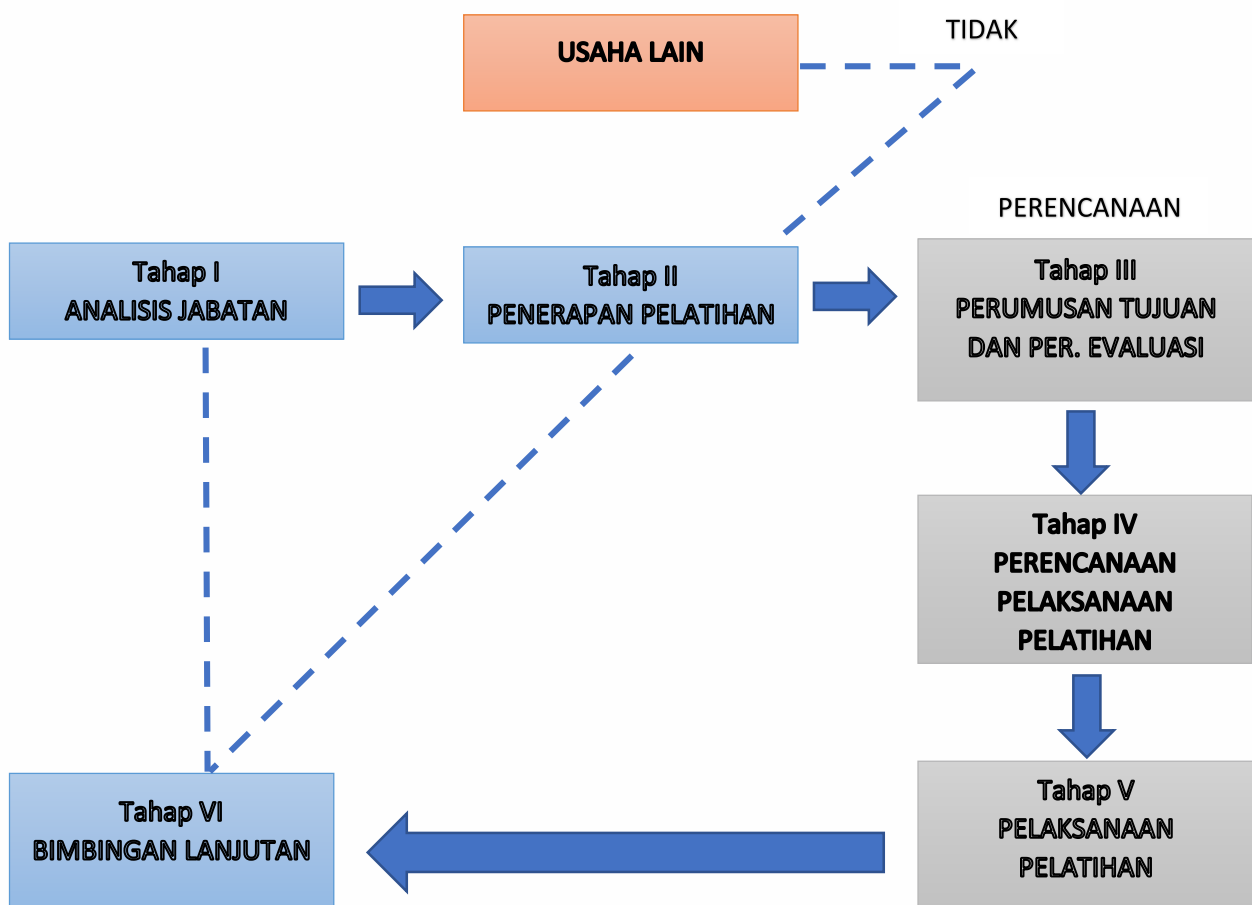 USAHA LAIN
TIDAK
PERENCANAAN
Tahap I
ANALISIS JABATAN
Tahap II
PENERAPAN PELATIHAN
Tahap III
PERUMUSAN TUJUAN
DAN PER. EVALUASI
Tahap IV
PERENCANAAN
PELAKSANAAN
PELATIHAN
Tahap V
PELAKSANAAN
PELATIHAN
Tahap VI
BIMBINGAN LANJUTAN